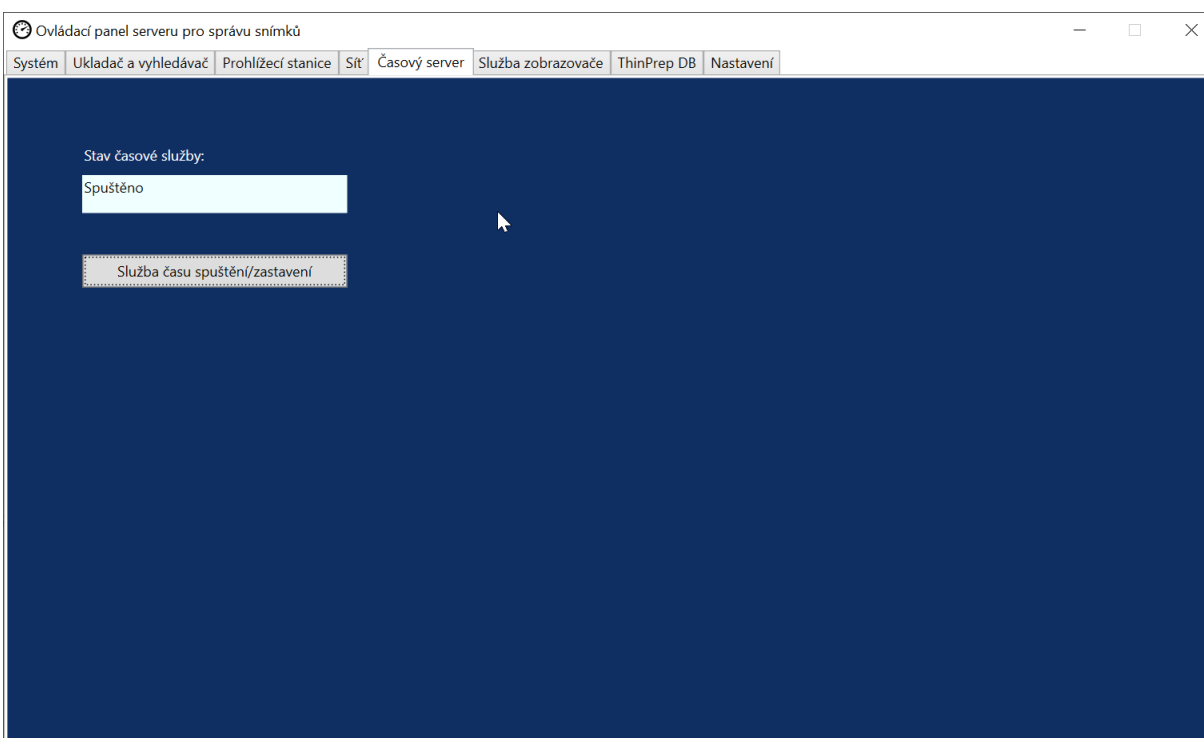 Ovládací panel serveru pro správu snímků
Systém Ukladač a vyhledávač Prohlížecí stanice Síť Časový server Služba zobrazovače ThinPrep DB Nastavení
Stav časové služby:
Spuštěno
Služba času spuštění/zastavení